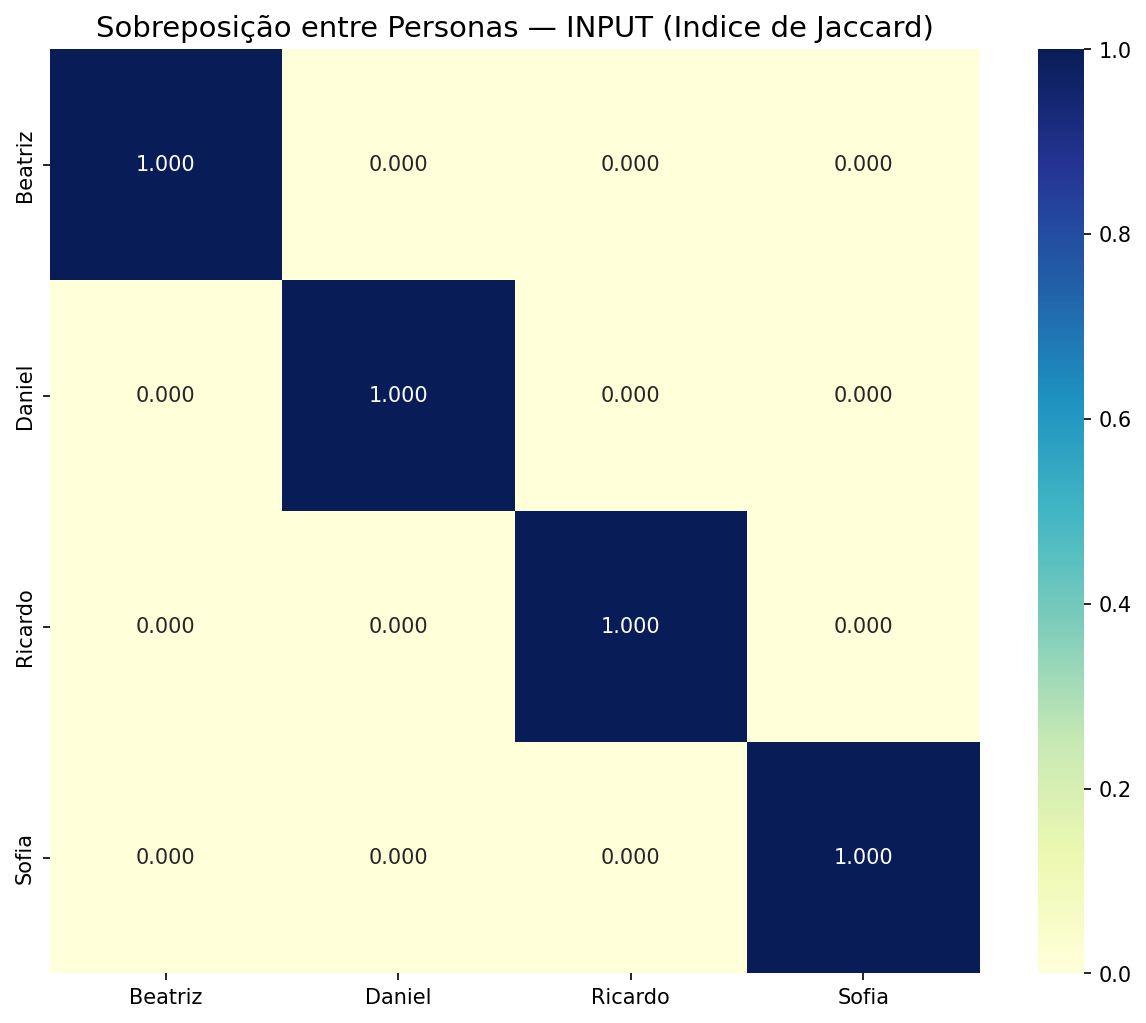 Sobreposição entre Personas — INPUT (Indice de Jaccard)
Beatriz
1.000 0.000 0.000 0.000
Daniel
0.000 1.000 0.000 0.000
Ricardo
0.000 0.000 1.000 0.000
Sofia
0.000 0.000 0.000 1.000
Beatriz Daniel Ricardo Sofia
1.0
0.8
0.6
0.4
0.2
0.0